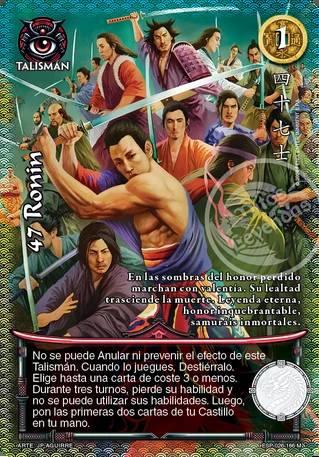 TALISMÁN
1
四十七士
47 Ronin
En las sombras del honor perdido
marchan con valentía. Su lealtad
trasciende la muerte. Leyenda eterna,
honor inquebrantable,
samuráis inmortales.
No se puede Anular ni prevenir el efecto de este
Talismán. Cuando lo juegues, Destiérralo.
Elige hasta una carta de coste 3 o menos.
Durante tres turnos, pierde su habilidad y
no se puede utilizar sus habilidades. Luego,
pon las primeras dos cartas de tu Castillo
en tu mano.
ARTE: JP. AGUIRRE